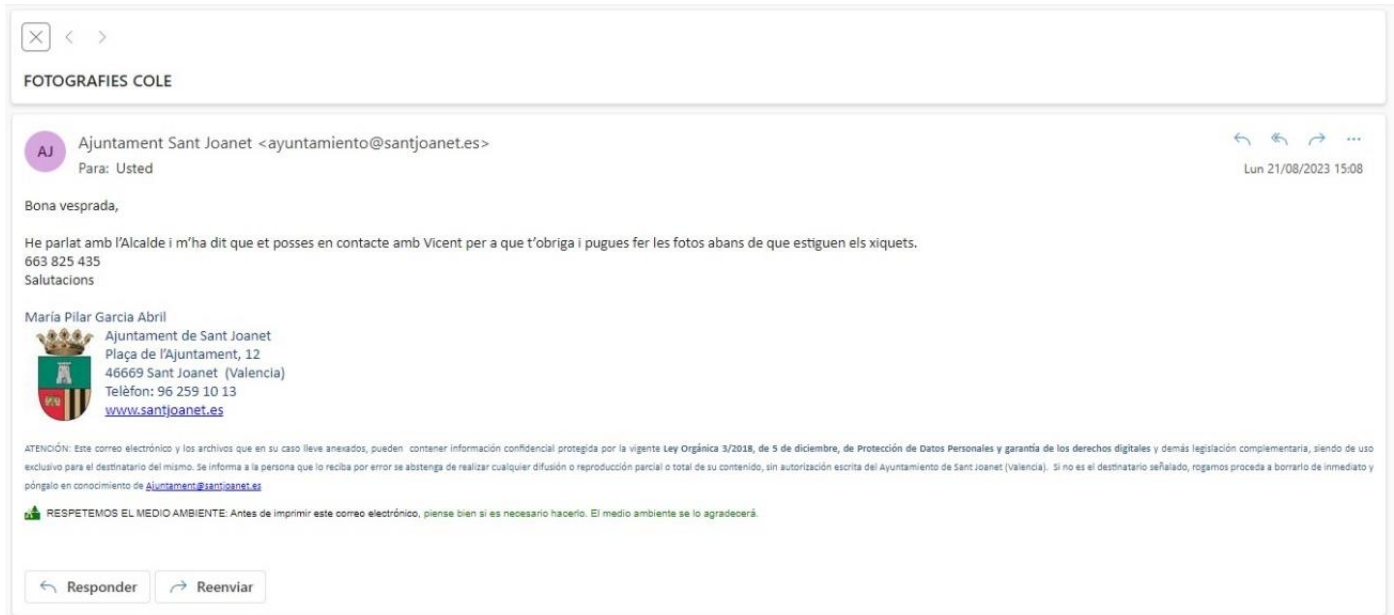 FOTOGRAFIES COLE
AJ
Ajuntament Sant Joanet <ayuntamiento@santjoanet.es>
Para: Usted
Lun 21/08/2023 15:08
Bona vesprada,
He parlat amb l'Alcalde i m'ha dit que et posses en contacte amb Vicent per a que t'obriga i pugues fer les fotos abans de que estiguen els xiquets.
663 825 435
Salutacions
María Pilar Garcia Abril
Ajuntament de Sant Joanet
Plaça de l'Ajuntament, 12
46669 Sant Joanet (Valencia)
Telèfon: 96 259 10 13
www.santjoanet.es
ATENCIÓN: Este correo electrónico y los archivos que en su caso lleve anexados, pueden contener información confidencial protegida por la vigente Ley Orgánica 3/2018, de 5 de diciembre, de Protección de Datos Personales y garantía de los derechos digitales y demás legislación complementaria, siendo de uso
exclusivo para el destinatario del mismo. Se informa a la persona que lo reciba por error se abstenga de realizar cualquier difusión o reproducción parcial o total de su contenido, sin autorización escrita del Ayuntamiento de Sant Joanet (Valencia). Si no es el destinatario señalado, rogamos proceda a borrarlo de inmediato y
póngalo en conocimiento de Ajuntament@santjoanet.es
RESPETEMOS EL MEDIO AMBIENTE: Antes de imprimir este correo electrónico, piense bien si es necesario hacerlo. El medio ambiente se lo agradecerá.
Responder
Reenviar